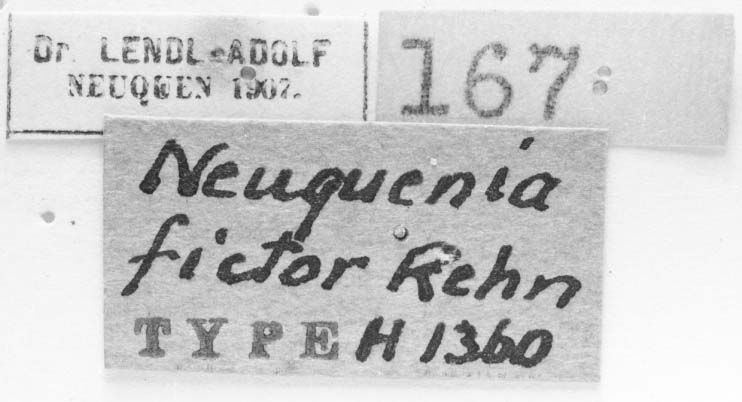 Dr. LENDL ADOLF
NEUQUEN 1907.
167
Neuquenia
fictor Rehn
TYPE H 1360